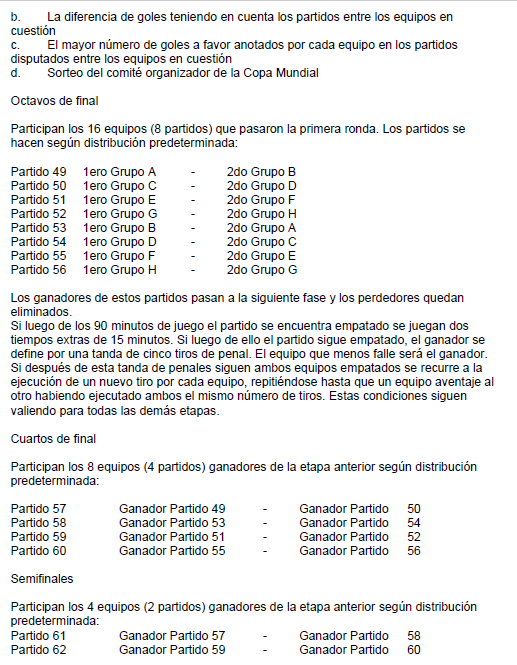 b. La diferencia de goles teniendo en cuenta los partidos entre los equipos en
cuestión
c. El mayor número de goles a favor anotados por cada equipo en los partidos
disputados entre los equipos en cuestión
d. Sorteo del comité organizador de la Copa Mundial
Octavos de final
Participan los 16 equipos (8 partidos) que pasaron la primera ronda. Los partidos se
hacen según distribución predeterminada:
Partido 49 1ero Grupo A - 2do Grupo B
Partido 50 1ero Grupo C - 2do Grupo D
Partido 51 1ero Grupo E - 2do Grupo F
Partido 52 1ero Grupo G - 2do Grupo H
Partido 53 1ero Grupo B - 2do Grupo A
Partido 54 1ero Grupo D - 2do Grupo C
Partido 55 1ero Grupo F - 2do Grupo E
Partido 56 1ero Grupo H - 2do Grupo G
Los ganadores de estos partidos pasan a la siguiente fase y los perdedores quedan
eliminados.
Si luego de los 90 minutos de juego el partido se encuentra empatado se juegan dos
tiempos extras de 15 minutos. Si luego de ello el partido sigue empatado, el ganador se
define por una tanda de cinco tiros de penal. El equipo que menos falle será el ganador.
Si después de esta tanda de penales siguen ambos equipos empatados se recurre a la
ejecución de un nuevo tiro por cada equipo, repitiéndose hasta que un equipo aventaje al
otro habiendo ejecutado ambos el mismo número de tiros. Estas condiciones siguen
valiendo para todas las demás etapas.
Cuartos de final
Participan los 8 equipos (4 partidos) ganadores de la etapa anterior según distribución
predeterminada:
Partido 57 Ganador Partido 49 - Ganador Partido 50
Partido 58 Ganador Partido 53 - Ganador Partido 54
Partido 59 Ganador Partido 51 - Ganador Partido 52
Partido 60 Ganador Partido 55 - Ganador Partido 56
Semifinales
Participan los 4 equipos (2 partidos) ganadores de la etapa anterior según distribución
predeterminada:
Partido 61 Ganador Partido 57 - Ganador Partido 58
Partido 62 Ganador Partido 59 - Ganador Partido 60